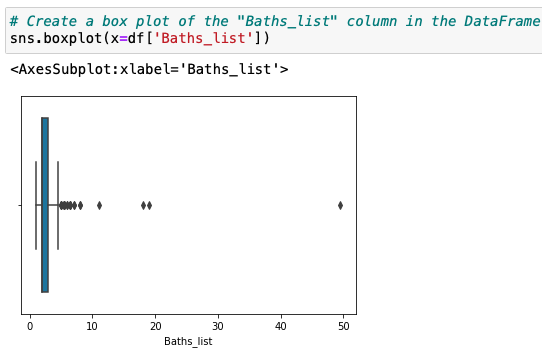 # Create a box plot of the "Baths_list" column in the DataFrame
sns.boxplot(x=df['Baths_list'])
<AxesSubplot:xlabel='Baths_list'>
0 10 20 30 40 50
Baths_list